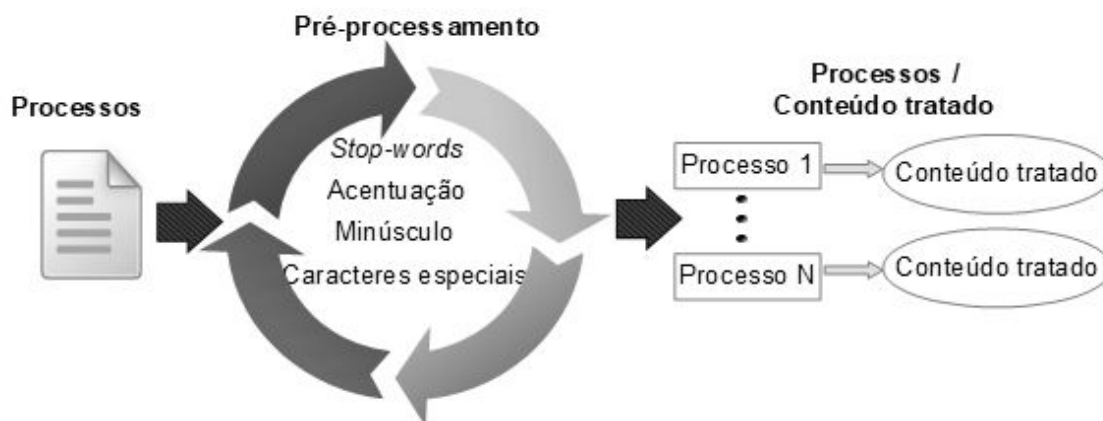 Processos
Pré-processamento
Stop-words
Acentuação
Minúsculo
Caracteres especiais
Processos /
Conteúdo tratado
Processo 1
Conteúdo tratado
Processo N
Conteúdo tratado